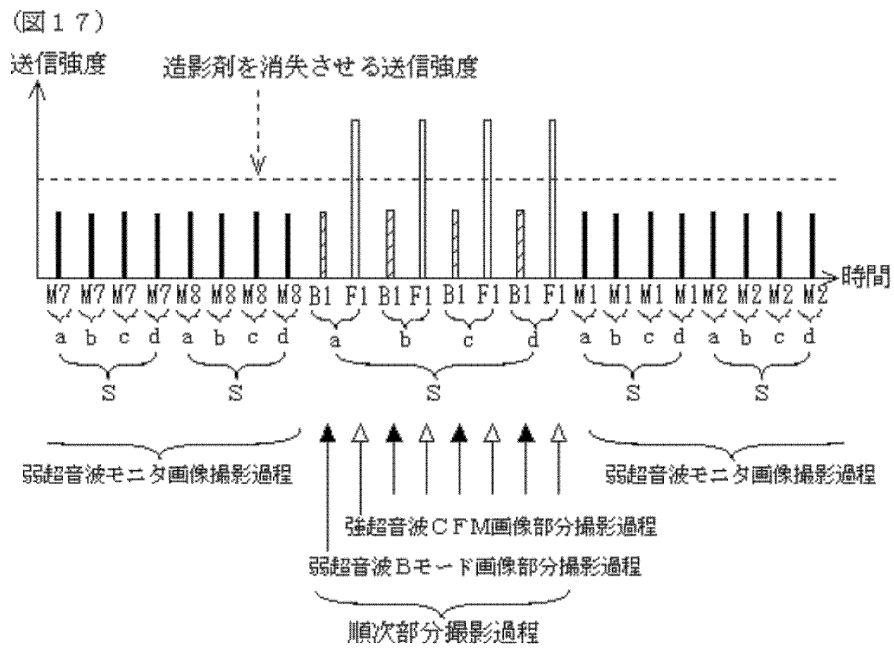 (図17)
送信強度
造影剤を消失させる送信強度
時間
M7 M7 M7 M7 M8 M8 M8 M8 B1 F1 B1 F1 B1 F1 B1 F1 M1 M1 M1 M1 M2 M2 M2 M2
a b c d a b c d a b c d a b c d a b c d
S S S S S
弱超音波モニタ画像撮影過程
弱超音波モニタ画像撮影過程
強超音波CFM画像部分撮影過程
弱超音波Bモード画像部分撮影過程
順次部分撮影過程